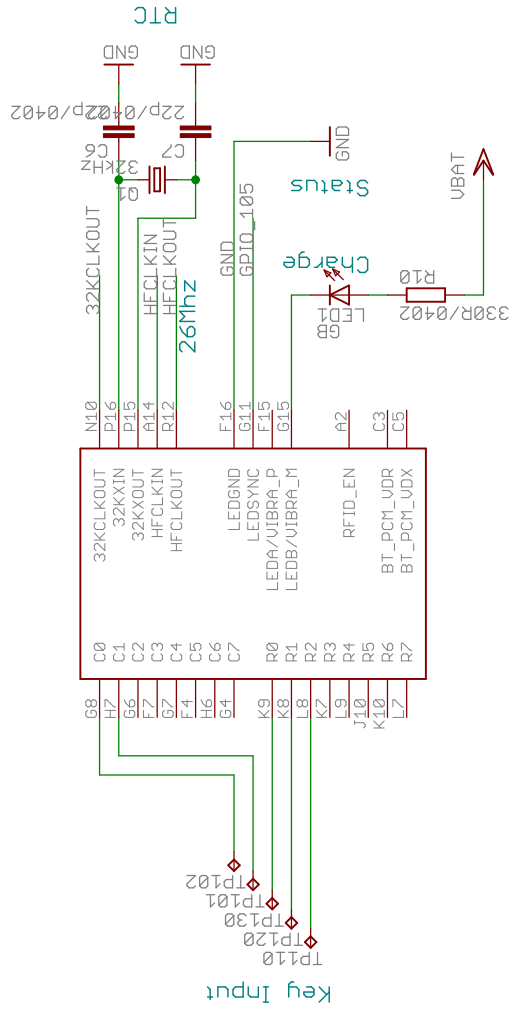 RTC
GND
GND
22p/0402
22p/0402
C6
C7
32kHz
Q1
GND
Status
VBAT
32KCLKOUT
HFCLKIN
HFCLKOUT
26Mhz
GND
GPIO_105
Charge
LED1
GB
R10
330R/0402
N10
P16
P15
A14
R12
F16
G11
F15
G15
A2
C3
C5
32KCLKOUT
32KXIN
32KXOUT
HFCLKIN
HFCLKOUT
LEDGND
LEDSYNC
LEDA/VIBRA_P
LEDB/VIBRA_M
RFID_EN
BT_PCM_VDR
BT_PCM_VDX
C0
C1
C2
C3
C4
C5
C6
C7
R0
R1
R2
R3
R4
R5
R6
R7
G8
H7
G6
F7
G7
F4
H6
G4
K9
K8
L8
K7
L9
J10
K10
L7
TP102
TP101
TP130
TP120
TP110
Key Input